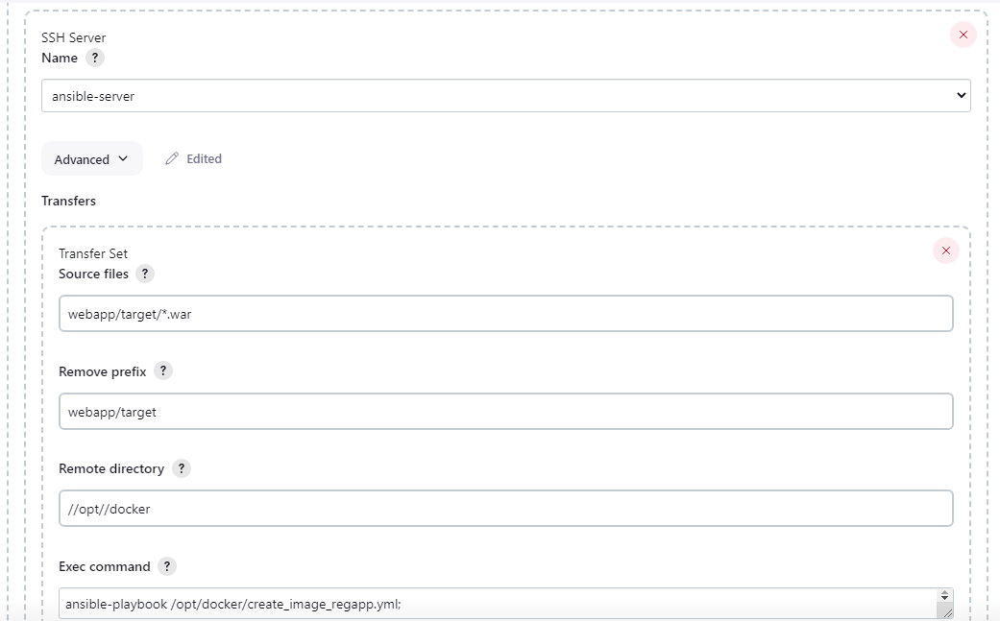 SSH Server
Name ?
ansible-server
Advanced
Edited
Transfers
Transfer Set
Source files ?
webapp/target/*.war
Remove prefix ?
webapp/target
Remote directory ?
//opt//docker
Exec command ?
ansible-playbook /opt/docker/create_image_regapp.yml;